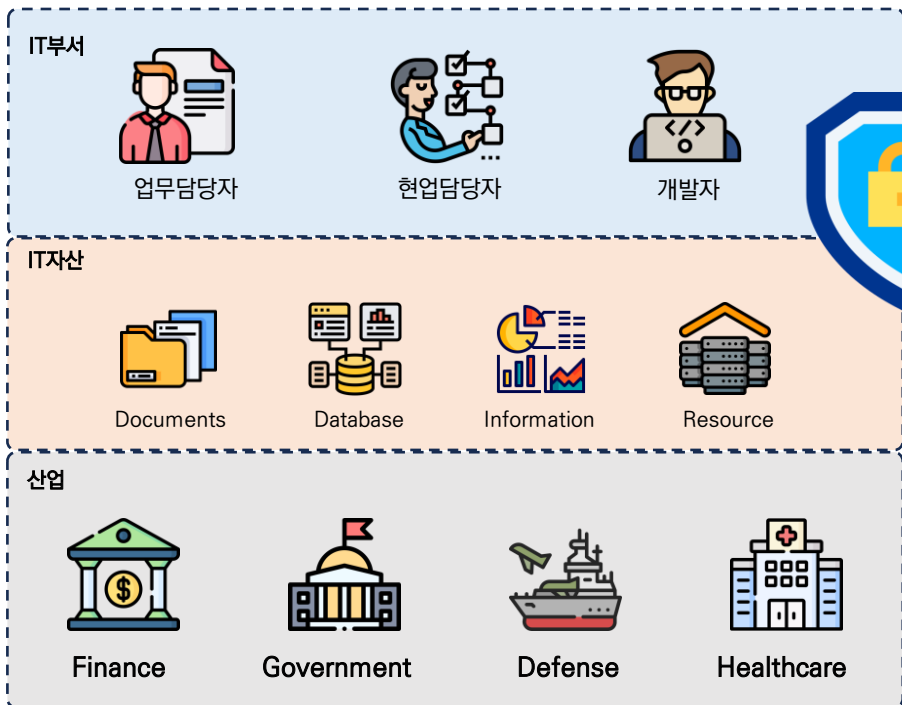 IT부서
업무담당자 현업담당자 개발자
IT자산
Documents Database Information Resource
산업
Finance Government Defense Healthcare